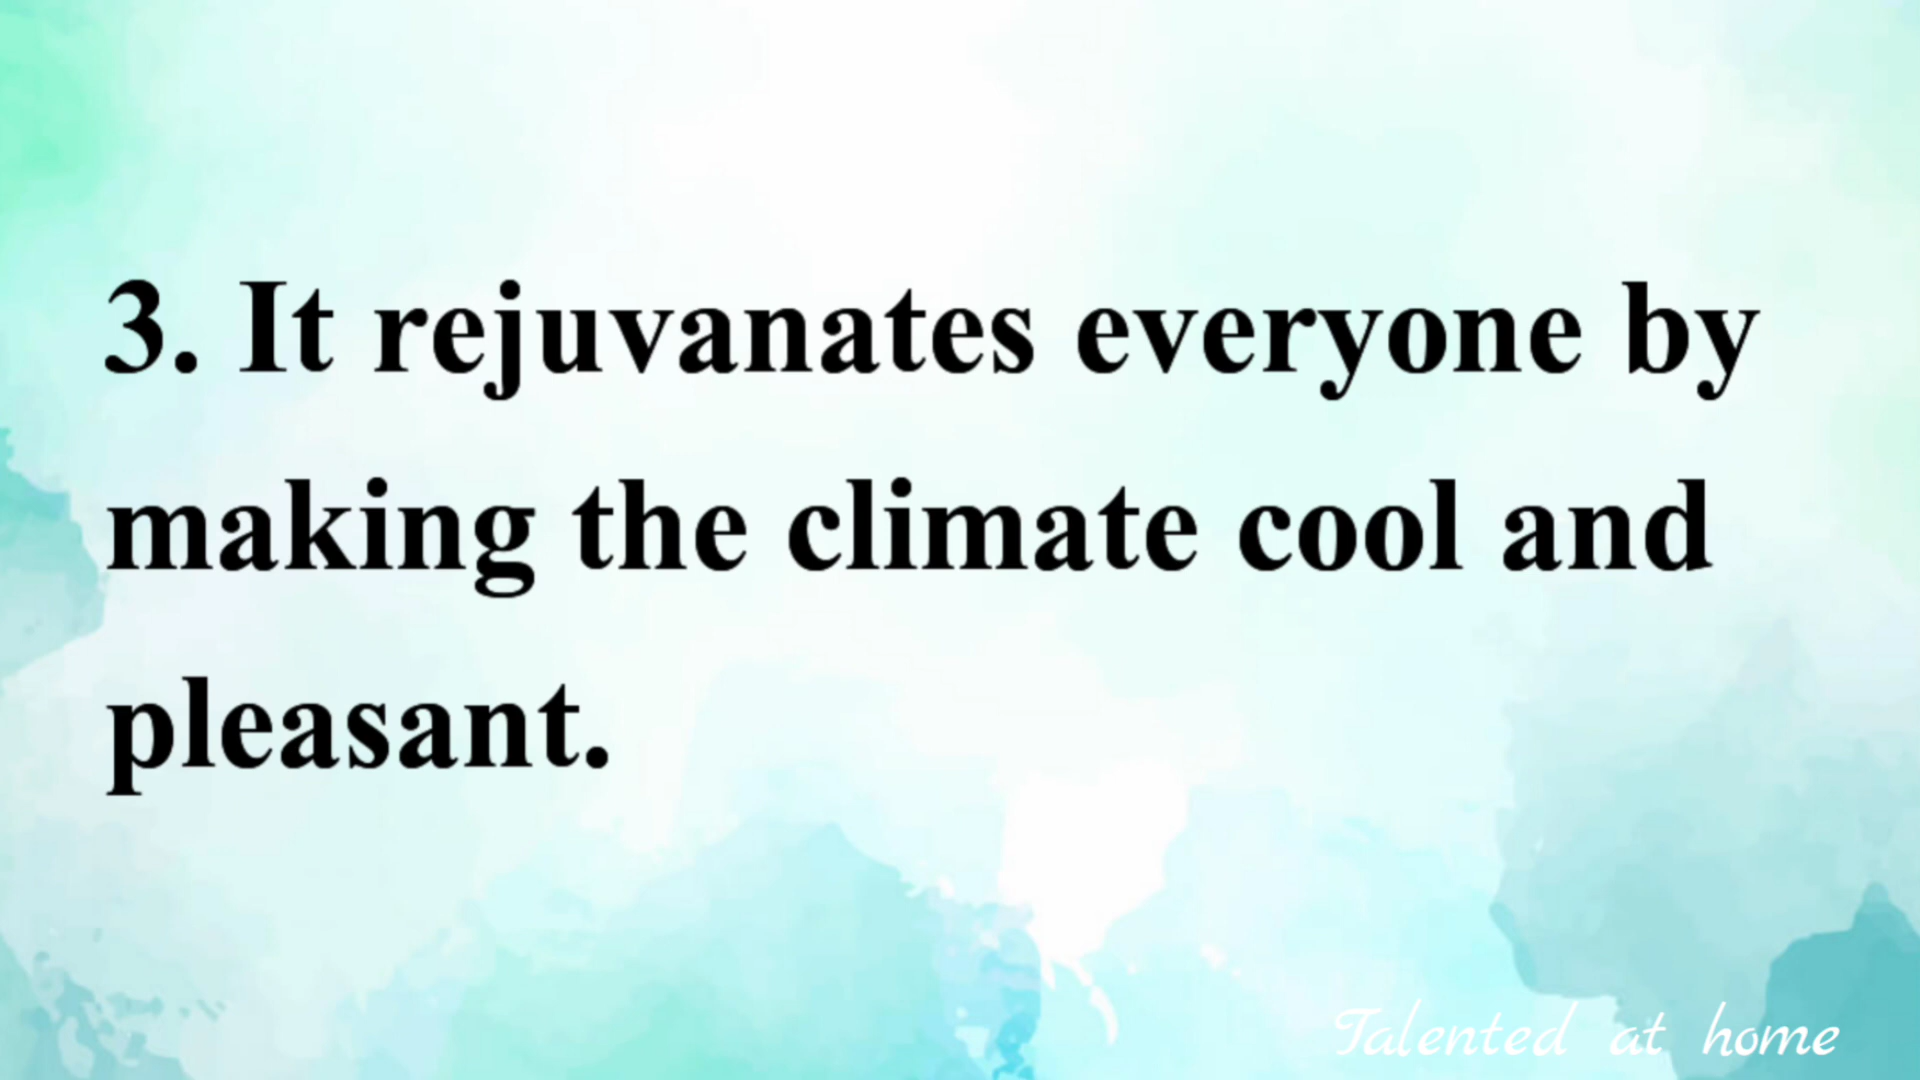 3. It rejuvanates everyone by
making the climate cool and
pleasant.
Talented at home